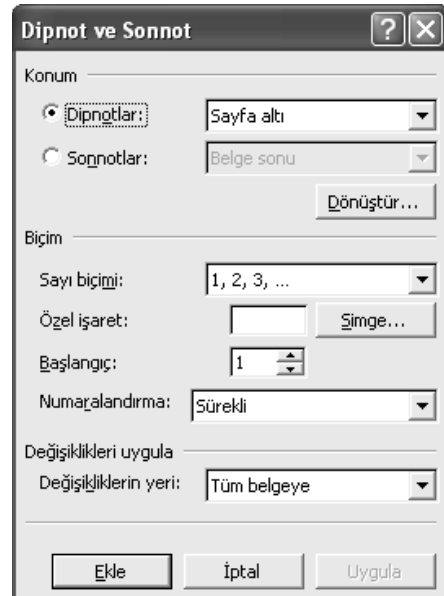 Dipnot ve Sonnot ?
Konum
Dipnotlar: Sayfa altı
Sonnotlar: Belge sonu
Dönüştür...
Biçim
Sayı biçimi: 1, 2, 3, ...
Özel işaret: Simge...
Başlangıç: 1
Numaralandırma: Sürekli
Değişiklikleri uygula
Değişikliklerin yeri: Tüm belgeye
Ekle İptal Uygula